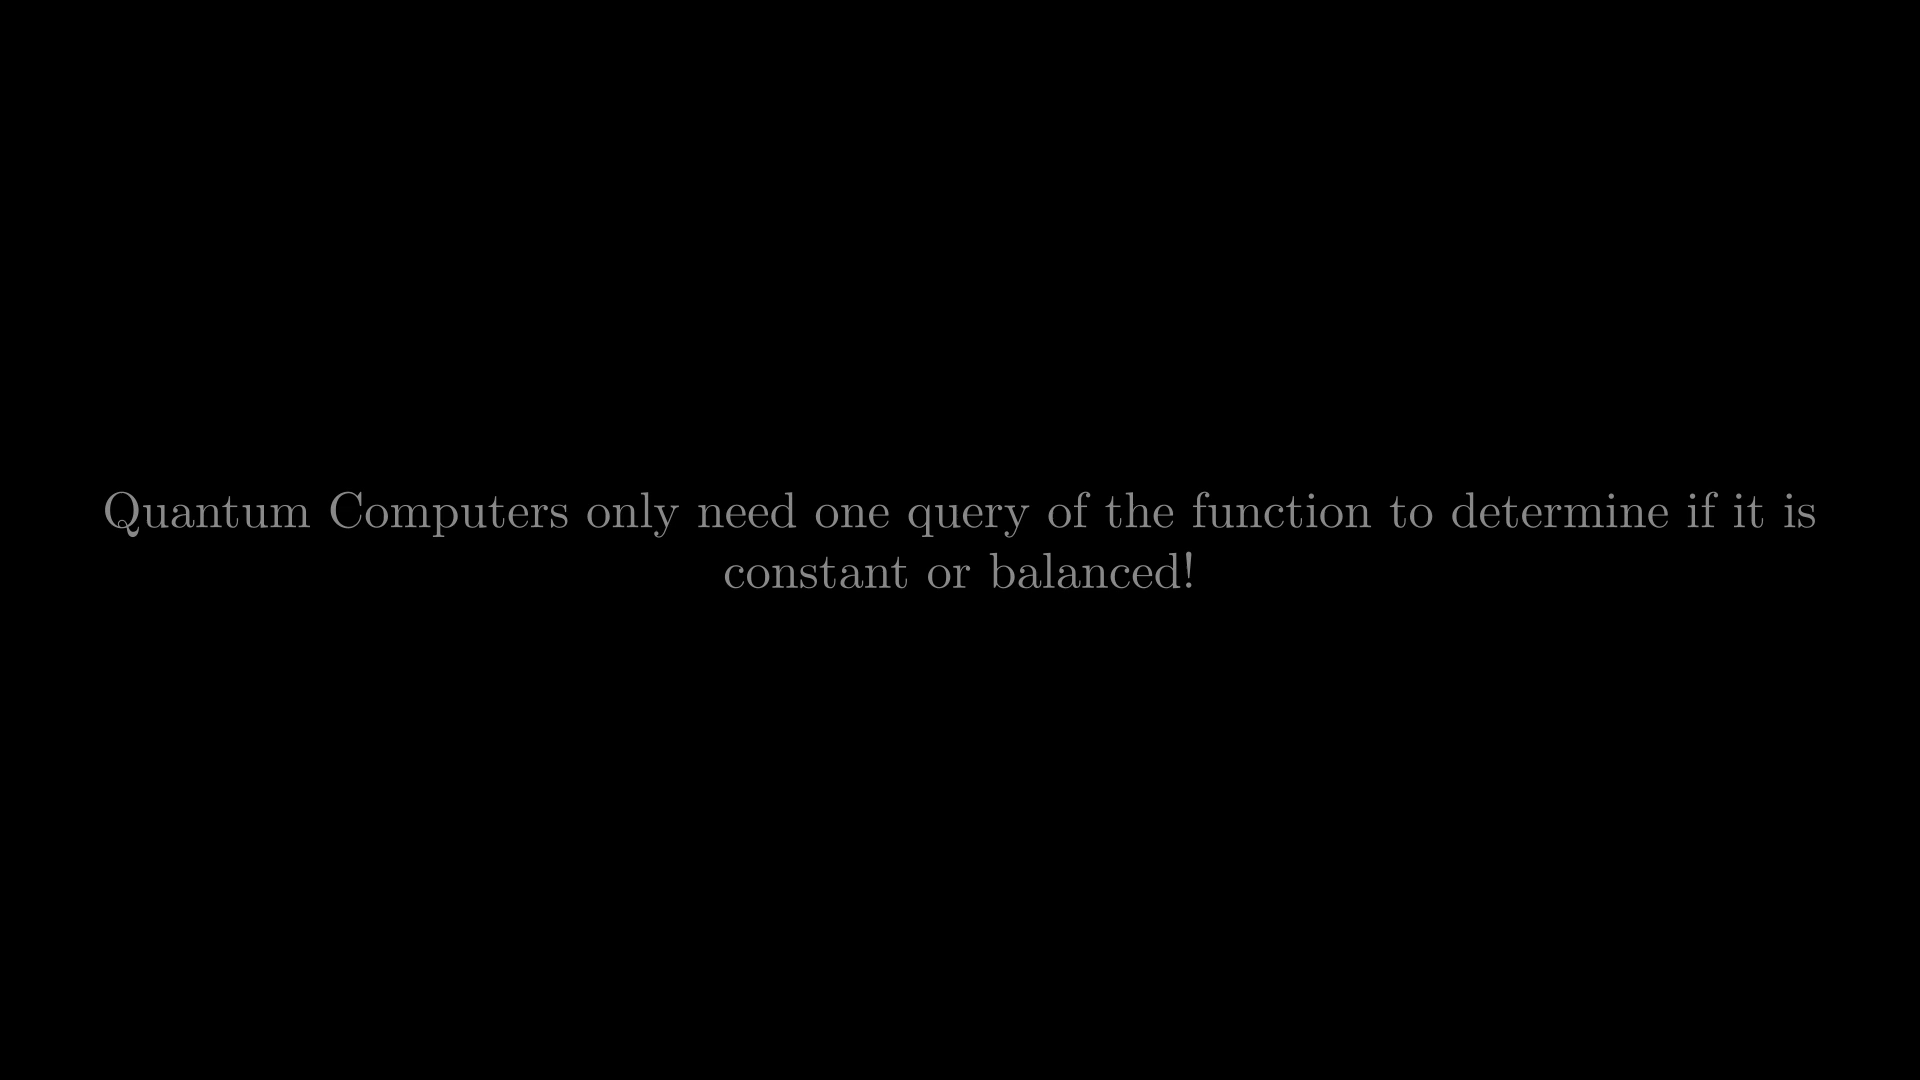 Quantum Computers only need one query of the function to determine if it is
constant or balanced!